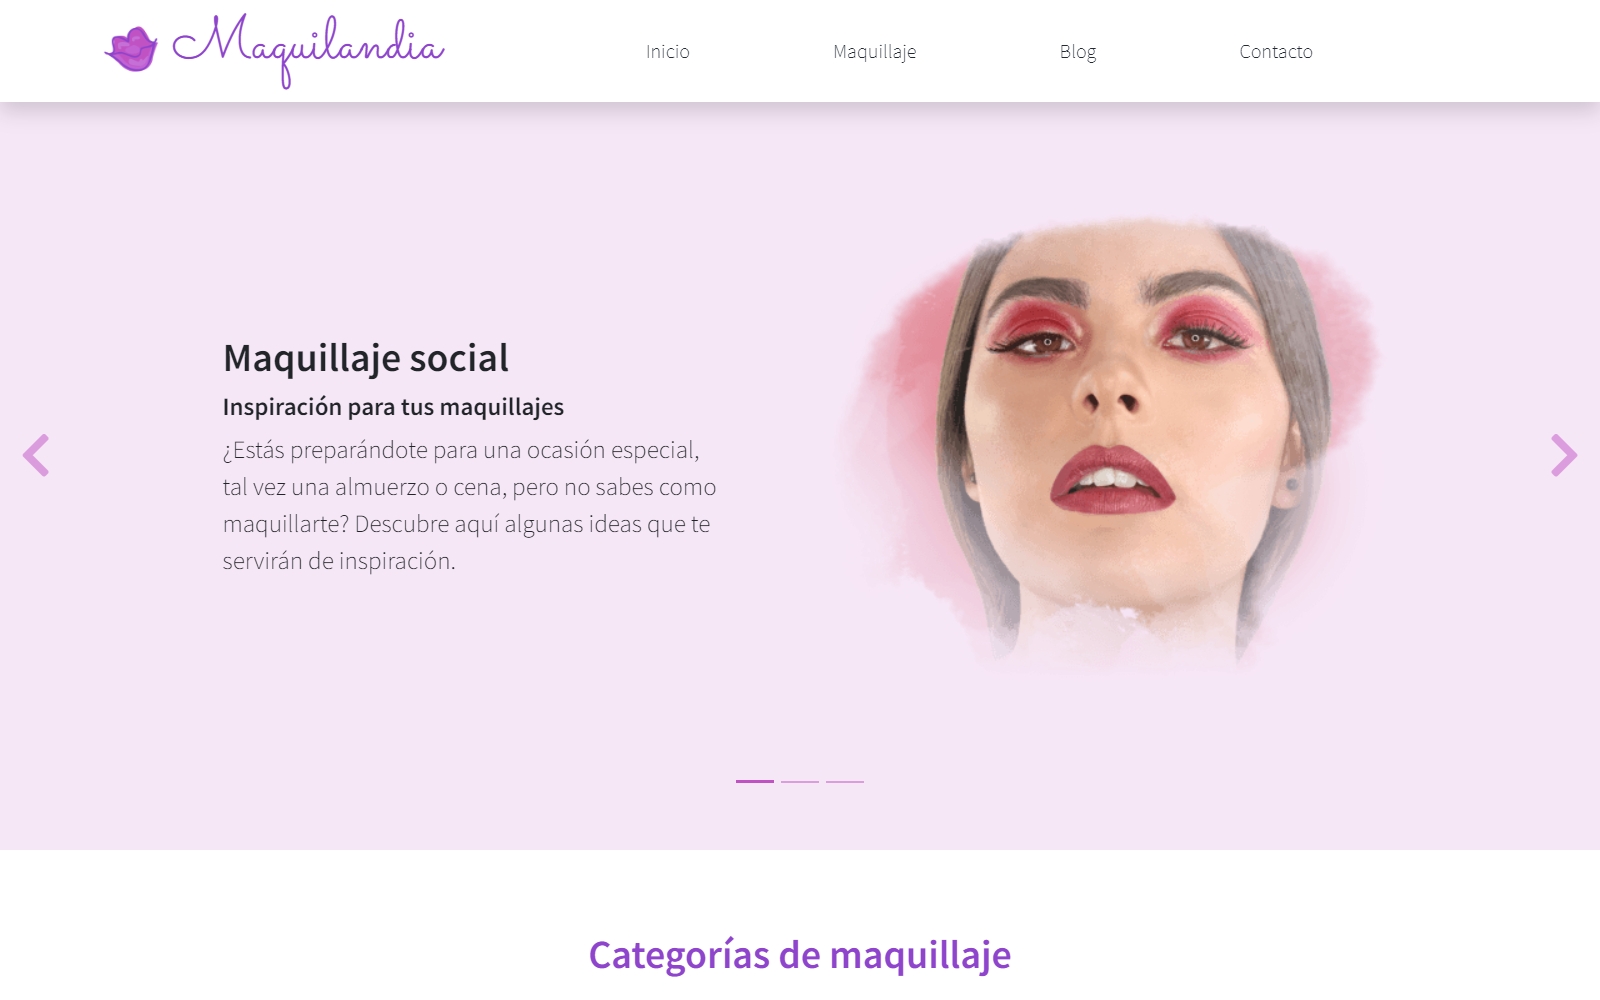 Maquilandia
Inicio
Maquillaje
Blog
Contacto
Maquillaje social
Inspiración para tus maquillajes
¿Estás preparándote para una ocasión especial,
tal vez una almuerzo o cena, pero no sabes como
maquillarte? Descubre aquí algunas ideas que te
servirán de inspiración.
Categorías de maquillaje